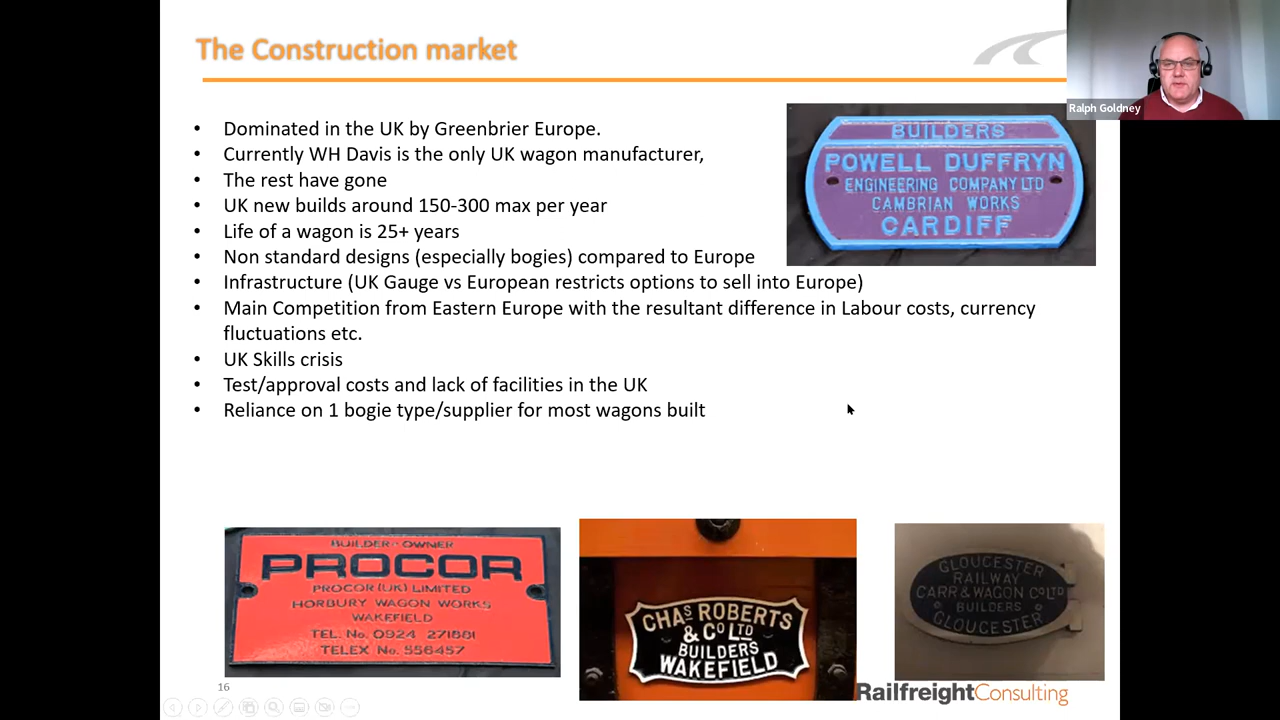 The Construction market
Ralph Goldney
• Dominated in the UK by Greenbrier Europe.
• Currently WH Davis is the only UK wagon manufacturer,
• The rest have gone
• UK new builds around 150-300 max per year
• Life of a wagon is 25+ years
• Non standard designs (especially bogies) compared to Europe
• Infrastructure (UK Gauge vs European restricts options to sell into Europe)
• Main Competition from Eastern Europe with the resultant difference in Labour costs, currency
fluctuations etc.
• UK Skills crisis
• Test/approval costs and lack of facilities in the UK
• Reliance on 1 bogie type/supplier for most wagons built
BUILDERS
POWELL DUFFRYN
ENGINEERING COMPANY LTD
CAMBRIAN WORKS
CARDIFF
BUILDER-OWNER
PROCOR
PROCOR (UK) LIMITED
HORBURY WAGON WORKS
WAKEFIELD
TEL. No. 0924 271881
TELEX No. 556457
CHAS ROBERTS
& CO LTD
BUILDERS
WAKEFIELD
GLOUCESTER
RAILWAY
CARR & WAGON CO LTD
BUILDERS
GLOUCESTER
16
RailfreightConsulting